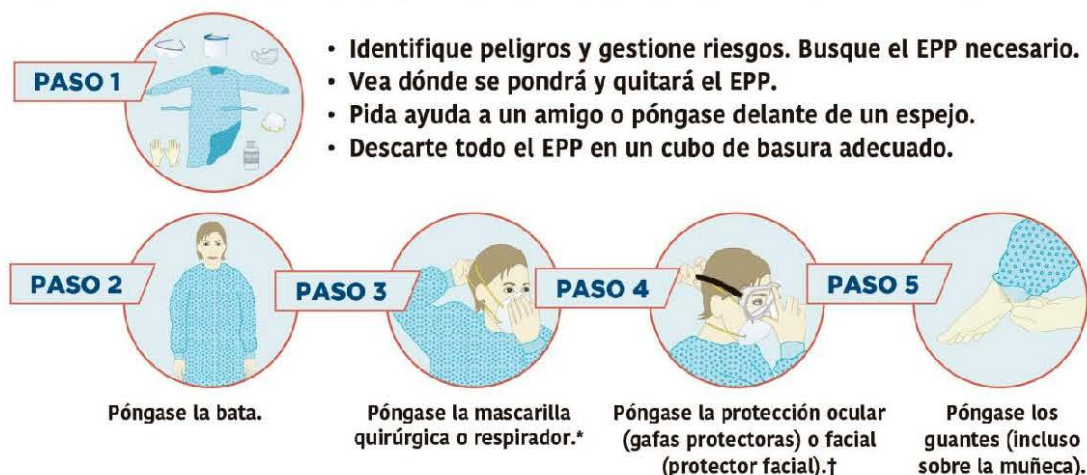 PASO 1
• Identifique peligros y gestione riesgos. Busque el EPP necesario.
• Vea dónde se pondrá y quitará el EPP.
• Pida ayuda a un amigo o póngase delante de un espejo.
• Descarte todo el EPP en un cubo de basura adecuado.
PASO 2
Póngase la bata.
PASO 3
Póngase la mascarilla
quirúrgica o respirador.*
PASO 4
Póngase la protección ocular
(gafas protectoras) o facial
(protector facial).†
PASO 5
Póngase los
guantes (incluso
sobre la muñeca).